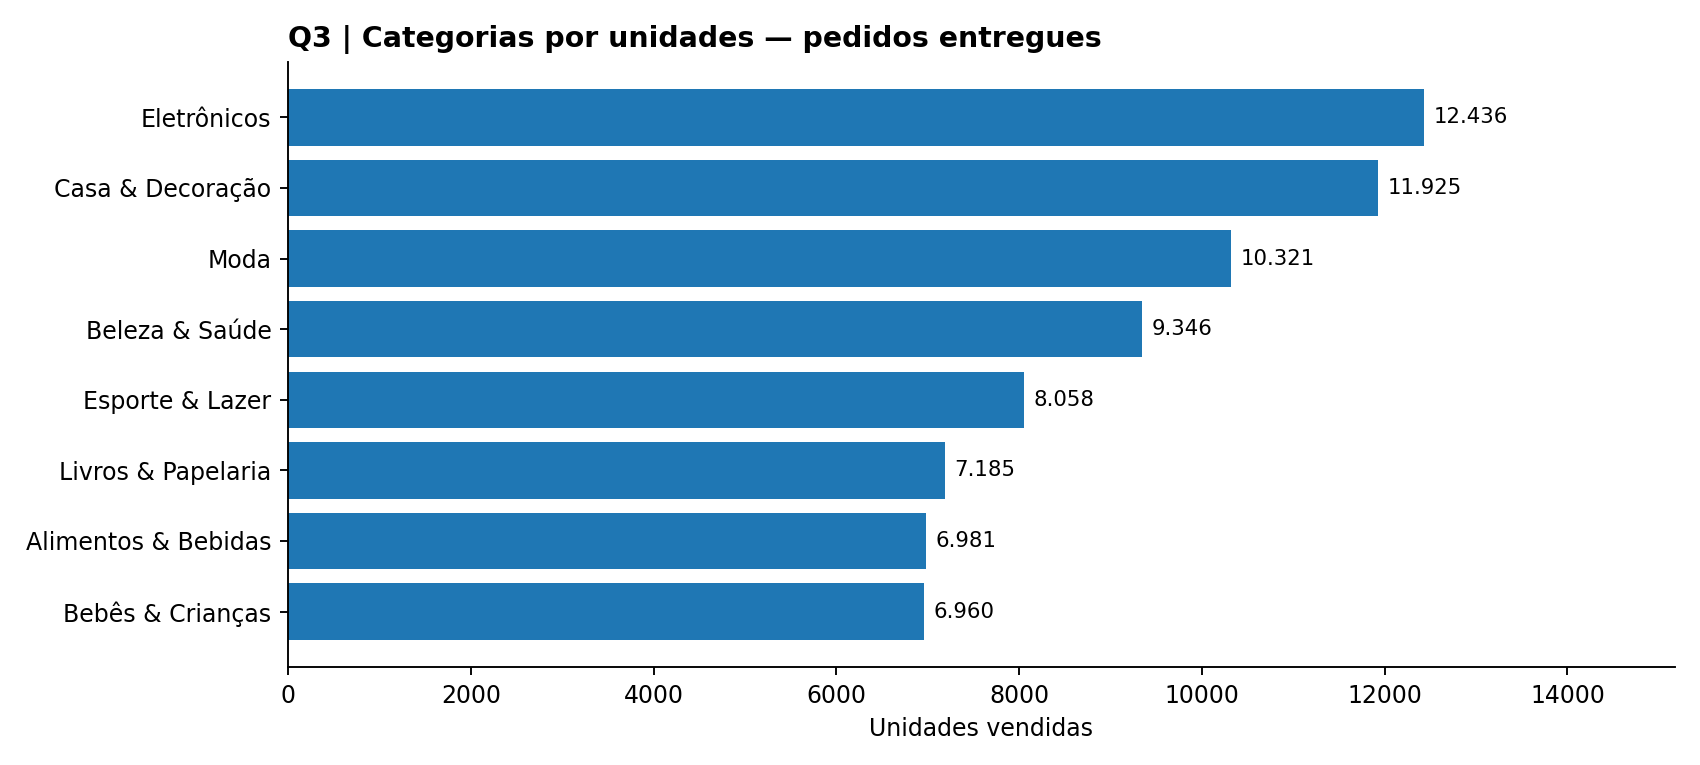 Q3 | Categorias por unidades — pedidos entregues
Eletrônicos 12.436
Casa & Decoração 11.925
Moda 10.321
Beleza & Saúde 9.346
Esporte & Lazer 8.058
Livros & Papelaria 7.185
Alimentos & Bebidas 6.981
Bebês & Crianças 6.960
0 2000 4000 6000 8000 10000 12000 14000
Unidades vendidas